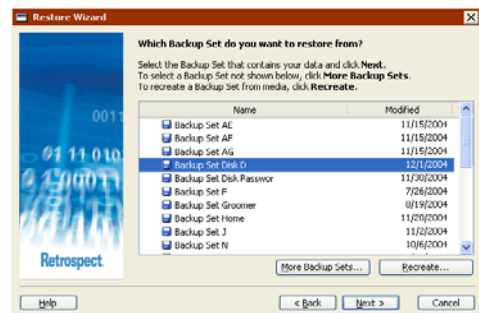 Restore Wizard
Which Backup Set do you want to restore from?
Select the Backup Set that contains your data and click Next.
To select a Backup Set not shown below, click More Backup Sets.
To recreate a Backup Set from media, click Recreate.
Name Modified
Backup Set AE 11/15/2004
Backup Set AF 11/15/2004
Backup Set AG 11/15/2004
Backup Set Disk D 12/1/2004
Backup Set Disk Passwor 11/30/2004
Backup Set F 7/26/2004
Backup Set Groomer 8/19/2004
Backup Set Home 11/20/2004
Backup Set J 11/2/2004
Backup Set N 10/6/2004
0011
01 11 010
Retrospect
More Backup Sets... Recreate...
Help < Back Next > Cancel